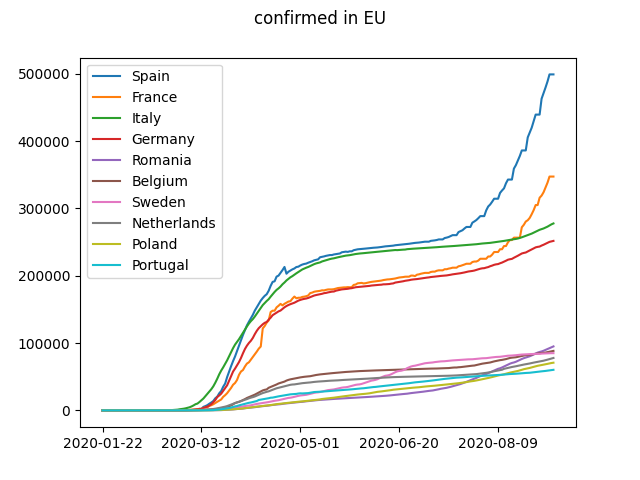 confirmed in EU
500000
400000
300000
200000
100000
0
Spain
France
Italy
Germany
Romania
Belgium
Sweden
Netherlands
Poland
Portugal
2020-01-22 2020-03-12 2020-05-01 2020-06-20 2020-08-09